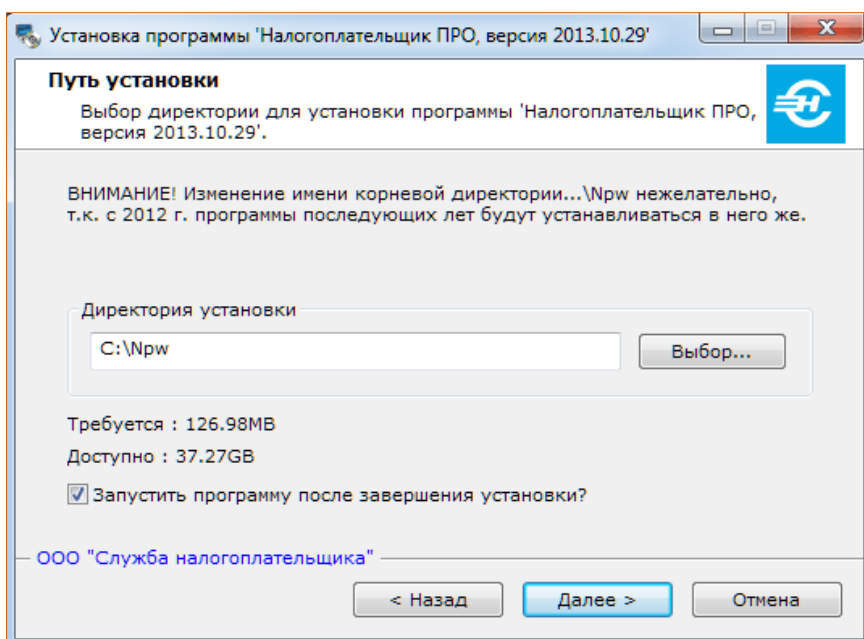 Установка программы 'Налогоплательщик ПРО, версия 2013.10.29'
Путь установки
Выбор директории для установки программы 'Налогоплательщик ПРО,
версия 2013.10.29'.
ВНИМАНИЕ! Изменение имени корневой директории...\Npw нежелательно,
т.к. с 2012 г. программы последующих лет будут устанавливаться в него же.
Директория установки
C:\Npw
Выбор...
Требуется : 126.98MB
Доступно : 37.27GB
Запустить программу после завершения установки?
ООО "Служба налогоплательщика"
< Назад
Далее >
Отмена